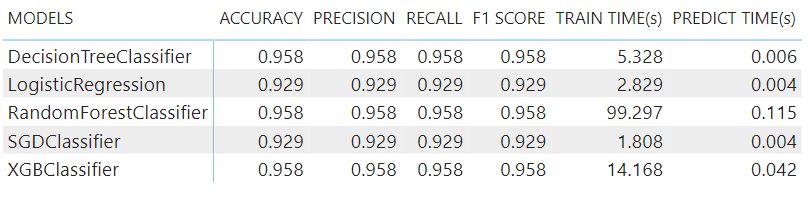 MODELS ACCURACY PRECISION RECALL F1 SCORE TRAIN TIME(s) PREDICT TIME(s)
DecisionTreeClassifier 0.958 0.958 0.958 0.958 5.328 0.006
LogisticRegression 0.929 0.929 0.929 0.929 2.829 0.004
RandomForestClassifier 0.958 0.958 0.958 0.958 99.297 0.115
SGDClassifier 0.929 0.929 0.929 0.929 1.808 0.004
XGBClassifier 0.958 0.958 0.958 0.958 14.168 0.042